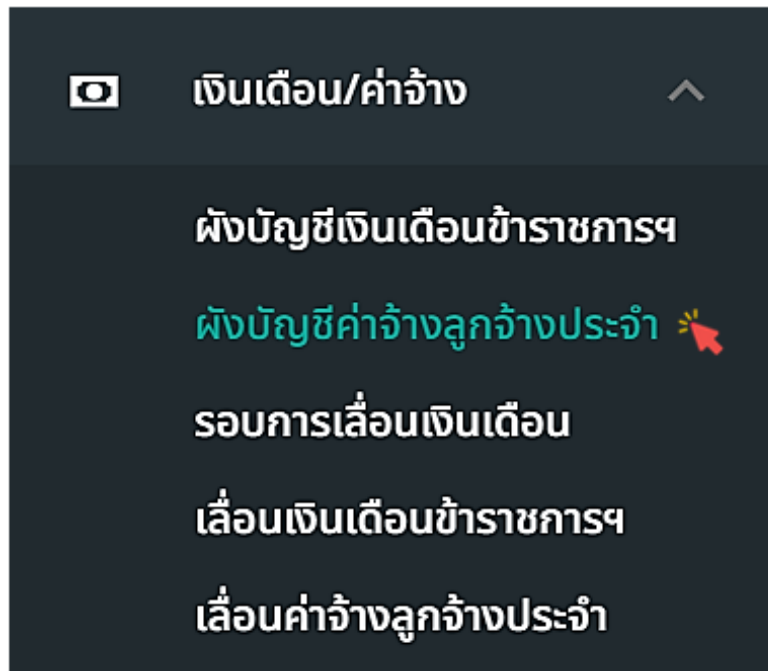 เงินเดือน/ค่าจ้าง
ผังบัญชีเงินเดือนข้าราชการฯ
ผังบัญชีค่าจ้างลูกจ้างประจำ
รอบการเลื่อนเงินเดือน
เลื่อนเงินเดือนข้าราชการฯ
เลื่อนค่าจ้างลูกจ้างประจำ